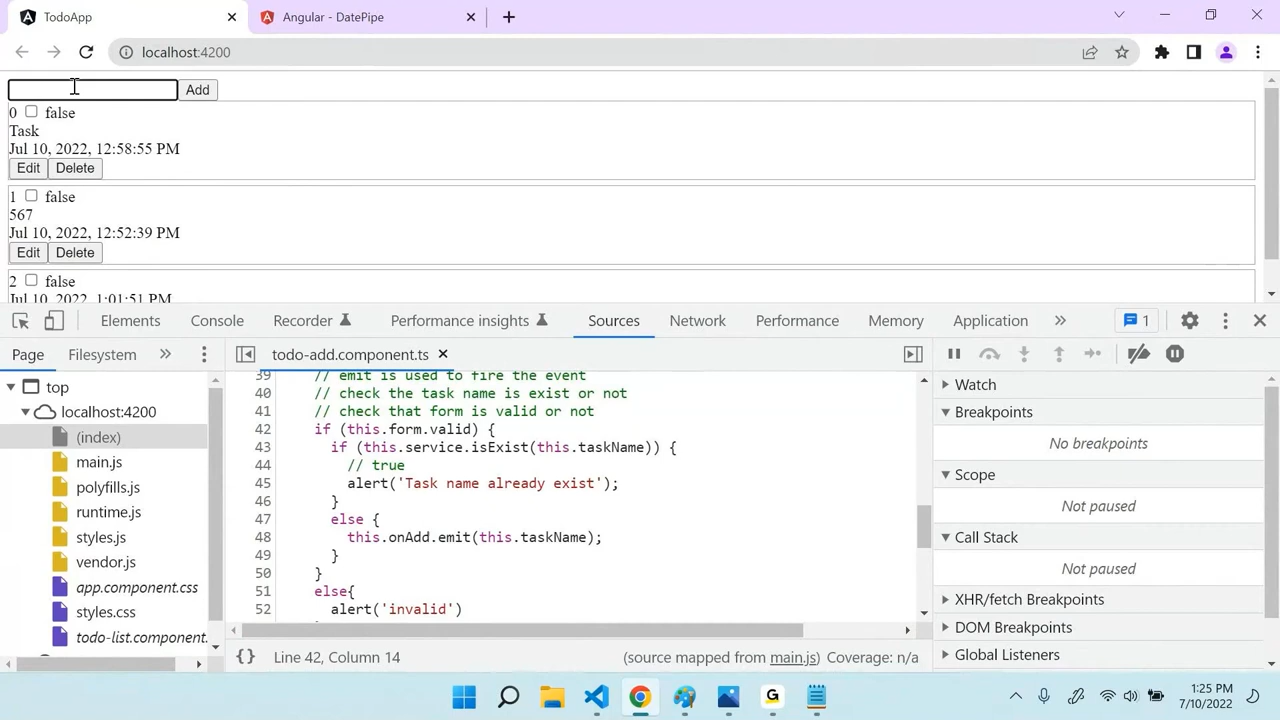 TodoApp
Angular - DatePipe
localhost:4200
Add
0 false
Task
Jul 10, 2022, 12:58:55 PM
Edit Delete
1 false
567
Jul 10, 2022, 12:52:39 PM
Edit Delete
2 false
Jul 10, 2022, 1:01:51 PM
Elements Console Recorder Performance insights Sources Network Performance Memory Application 1
Page Filesystem
todo-add.component.ts
top
localhost:4200
(index)
main.js
polyfills.js
runtime.js
styles.js
vendor.js
app.component.css
styles.css
todo-list.component.
39 // emit is used to fire the event
40 // check the task name is exist or not
41 // check that form is valid or not
42 if (this.form.valid) {
43 if (this.service.isExist(this.taskName)) {
44 // true
45 alert('Task name already exist');
46 }
47 else {
48 this.onAdd.emit(this.taskName);
49 }
50 }
51 else{
52 alert('invalid')
{} Line 42, Column 14 (source mapped from main.js) Coverage: n/a
Watch
Breakpoints
No breakpoints
Scope
Not paused
Call Stack
Not paused
XHR/fetch Breakpoints
DOM Breakpoints
Global Listeners
1:25 PM
7/10/2022